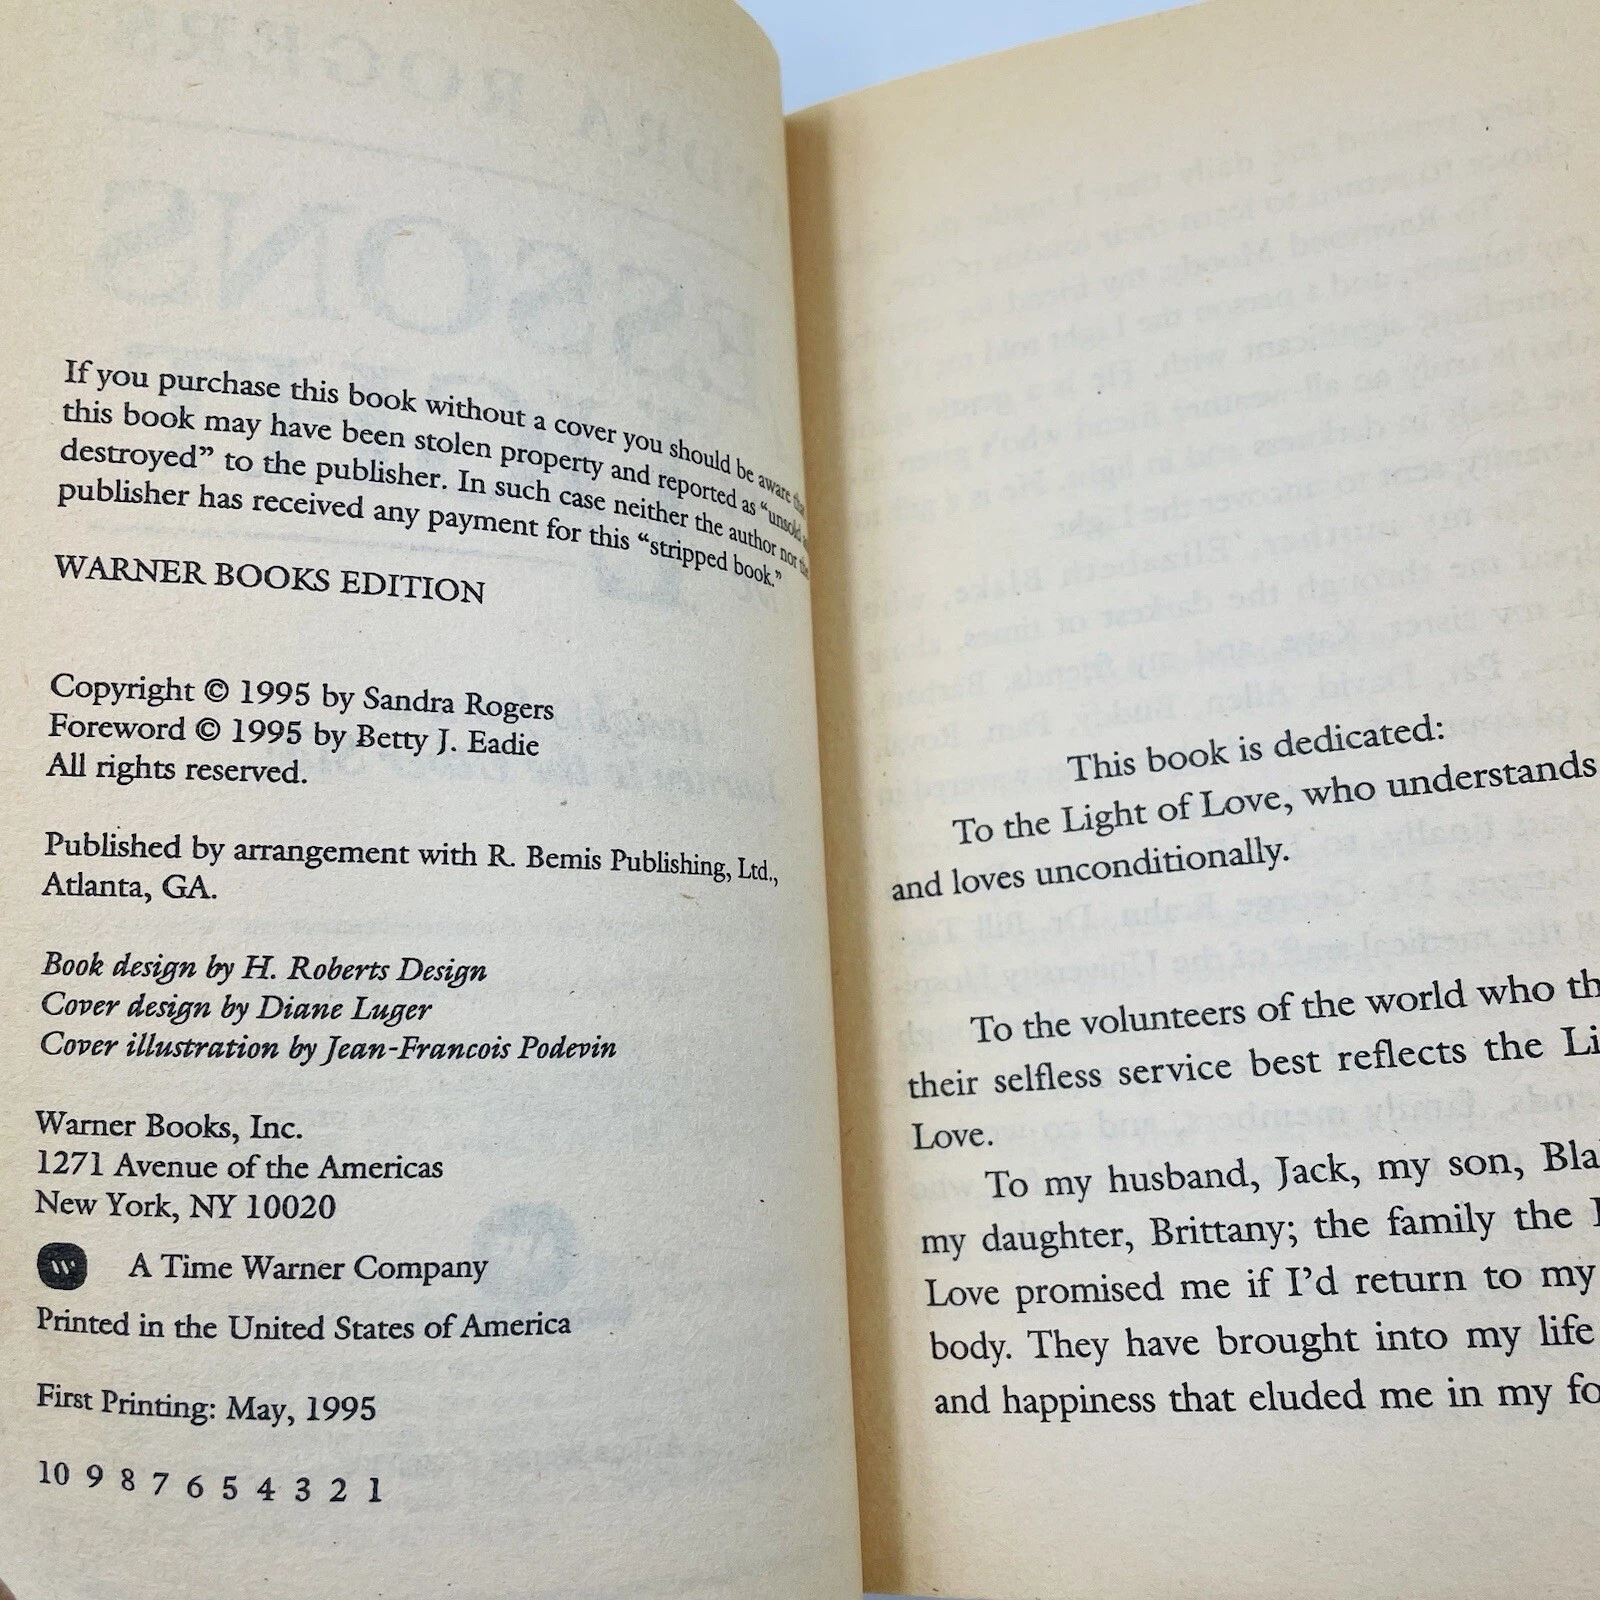 If you purchase this book without a cover you should be aware that
this book may have been stolen property and reported as “unsold
destroyed” to the publisher. In such case neither the author nor the
publisher has received any payment for this “stripped book.”
WARNER BOOKS EDITION
Copyright © 1995 by Sandra Rogers
Foreword © 1995 by Betty J. Eadie
All rights reserved.
Published by arrangement with R. Bemis Publishing, Ltd.,
Atlanta, GA.
Book design by H. Roberts Design
Cover design by Diane Luger
Cover illustration by Jean-Francois Podevin
Warner Books, Inc.
1271 Avenue of the Americas
New York, NY 10020
W A Time Warner Company
Printed in the United States of America
First Printing: May, 1995
10 9 8 7 6 5 4 3 2 1
This book is dedicated:
To the Light of Love, who understands
and loves unconditionally.
To the volunteers of the world who th
their selfless service best reflects the Li
Love.
To my husband, Jack, my son, Bla
my daughter, Brittany; the family the
Love promised me if I’d return to my
body. They have brought into my life
and happiness that eluded me in my fo